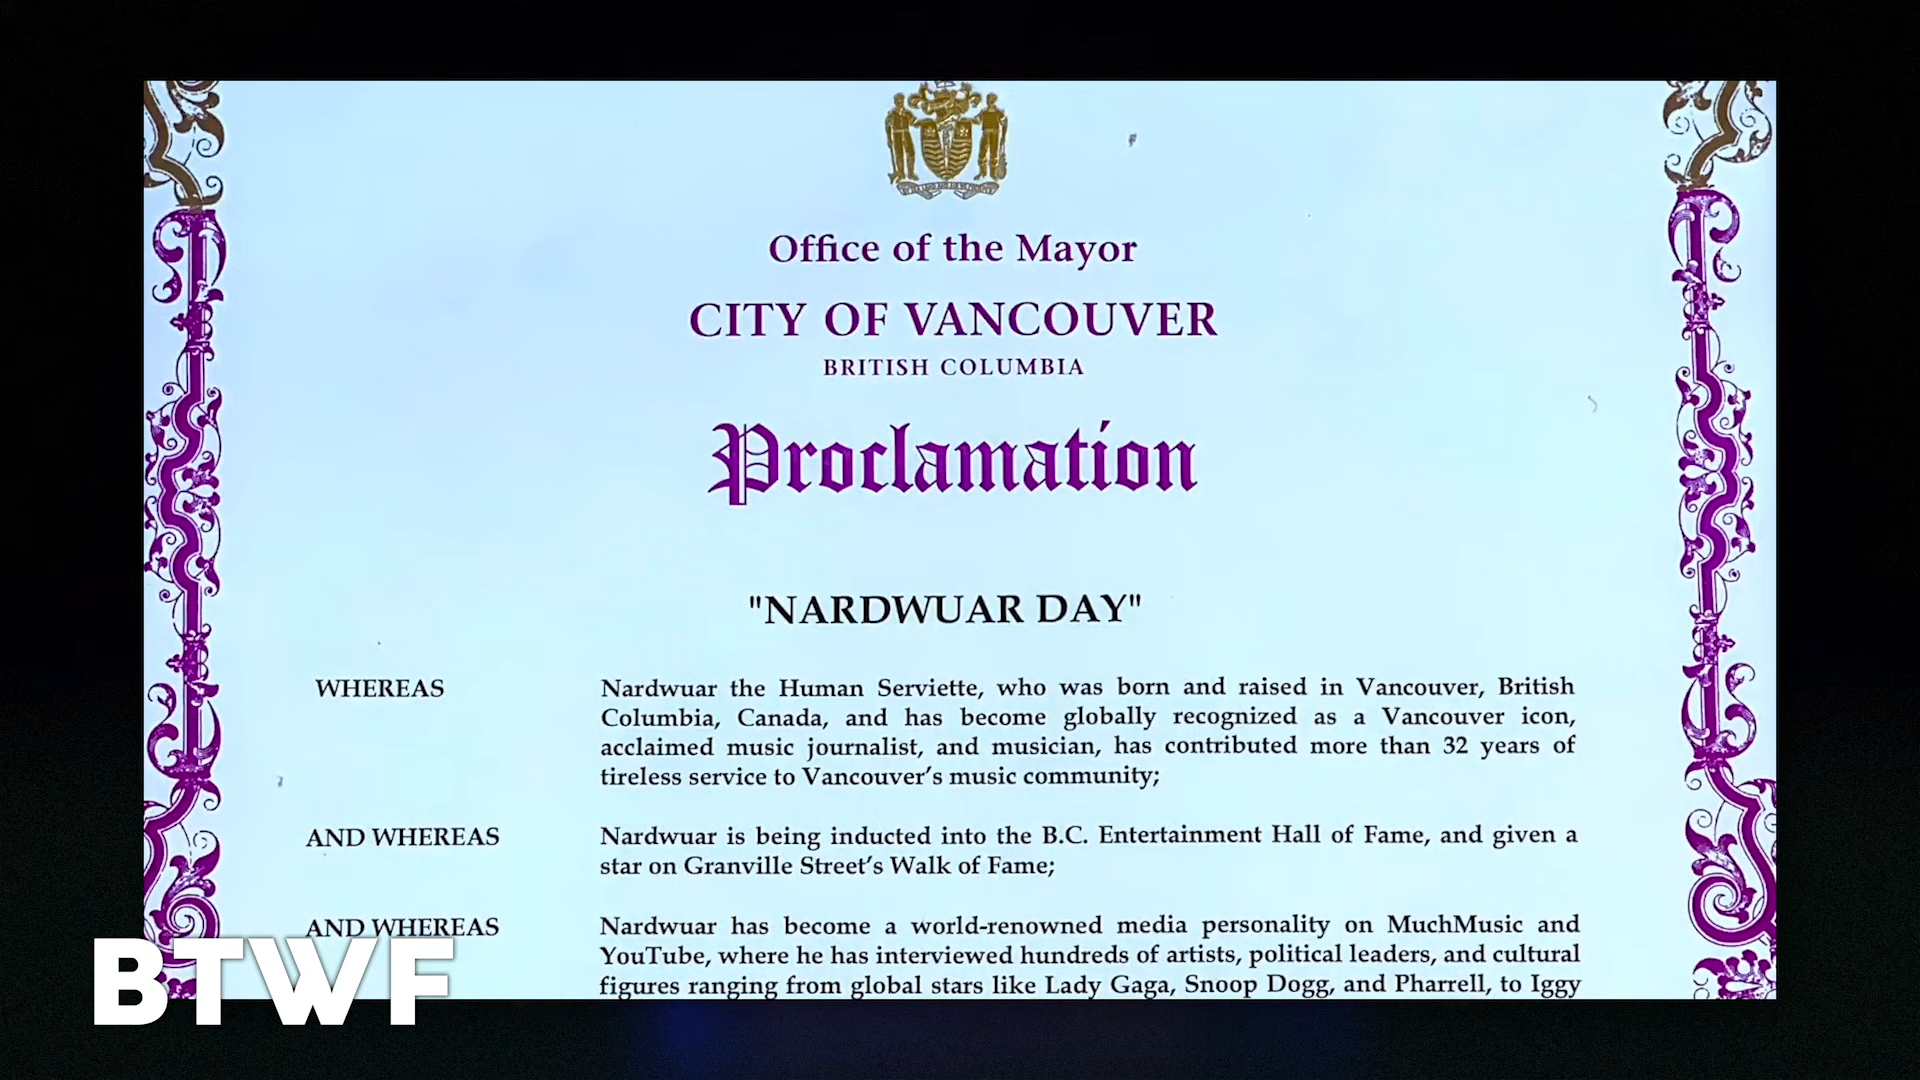 Office of the Mayor
CITY OF VANCOUVER
BRITISH COLUMBIA
Proclamation
"NARDWUAR DAY"
WHEREAS Nardwuar the Human Serviette, who was born and raised in Vancouver, British
Columbia, Canada, and has become globally recognized as a Vancouver icon,
acclaimed music journalist, and musician, has contributed more than 32 years of
tireless service to Vancouver's music community;
AND WHEREAS Nardwuar is being inducted into the B.C. Entertainment Hall of Fame, and given a
star on Granville Street's Walk of Fame;
AND WHEREAS Nardwuar has become a world-renowned media personality on MuchMusic and
YouTube, where he has interviewed hundreds of artists, political leaders, and cultural
figures ranging from global stars like Lady Gaga, Snoop Dogg, and Pharrell, to Iggy
BTWF